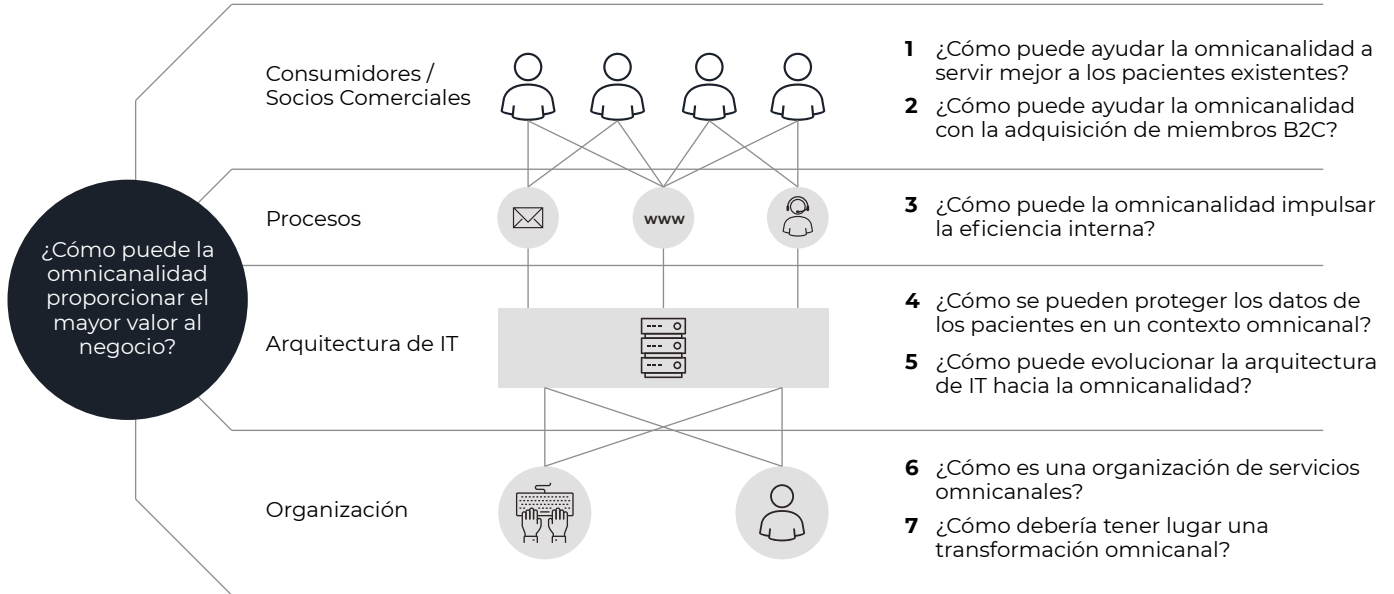 ¿Cómo puede la
omnicanalidad
proporcionar el
mayor valor al
negocio?
Consumidores /
Socios Comerciales
1 ¿Cómo puede ayudar la omnicanalidad a
servir mejor a los pacientes existentes?
2 ¿Cómo puede ayudar la omnicanalidad
con la adquisición de miembros B2C?
Procesos
www
3 ¿Cómo puede la omnicanalidad impulsar
la eficiencia interna?
Arquitectura de IT
4 ¿Cómo se pueden proteger los datos de
los pacientes en un contexto omnicanal?
5 ¿Cómo puede evolucionar la arquitectura
de IT hacia la omnicanalidad?
Organización
6 ¿Cómo es una organización de servicios
omnicanales?
7 ¿Cómo debería tener lugar una
transformación omnicanal?